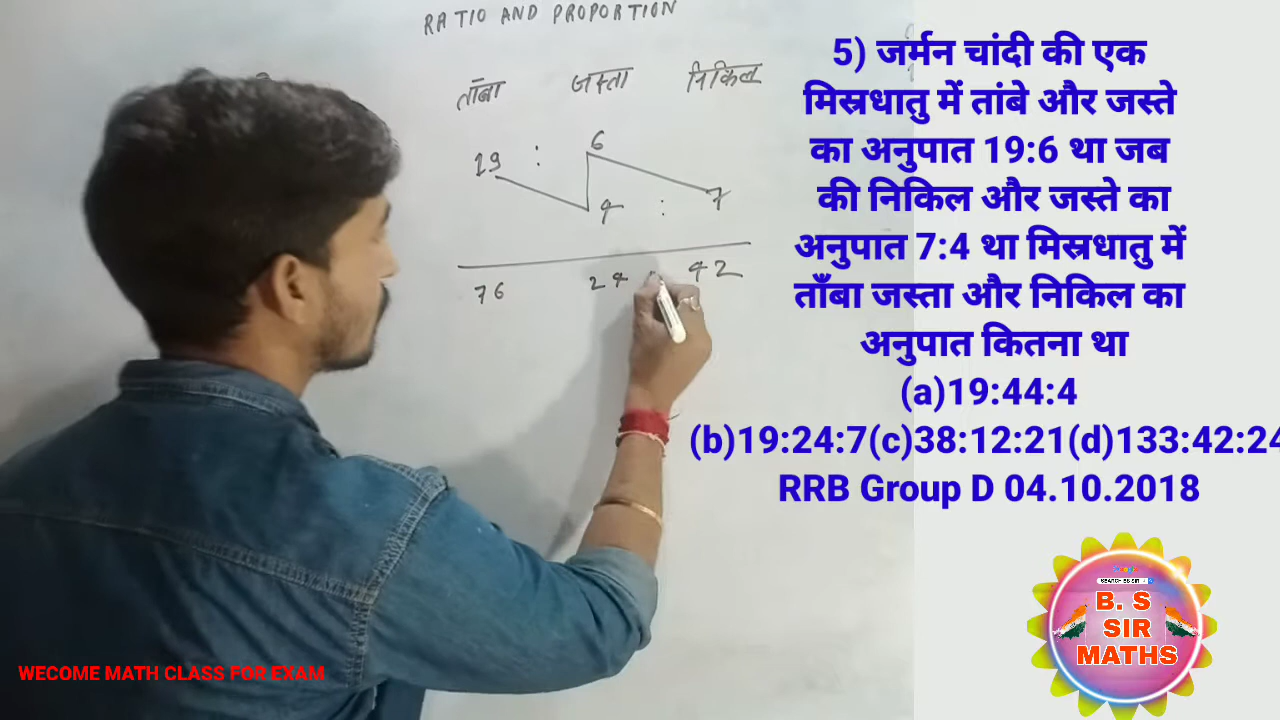 RATIO AND PROPORTION
ताँबा जस्ता निकिल
19 : 6
4 : 7
76 24 42
5) जर्मन चांदी की एक
मिस्रधातु में तांबे और जस्ते
का अनुपात 19:6 था जब
की निकिल और जस्ते का
अनुपात 7:4 था मिस्रधातु में
ताँबा जस्ता और निकिल का
अनुपात कितना था
(a)19:44:4
(b)19:24:7(c)38:12:21(d)133:42:24
RRB Group D 04.10.2018
B. S
SIR
MATHS
WECOME MATH CLASS FOR EXAM